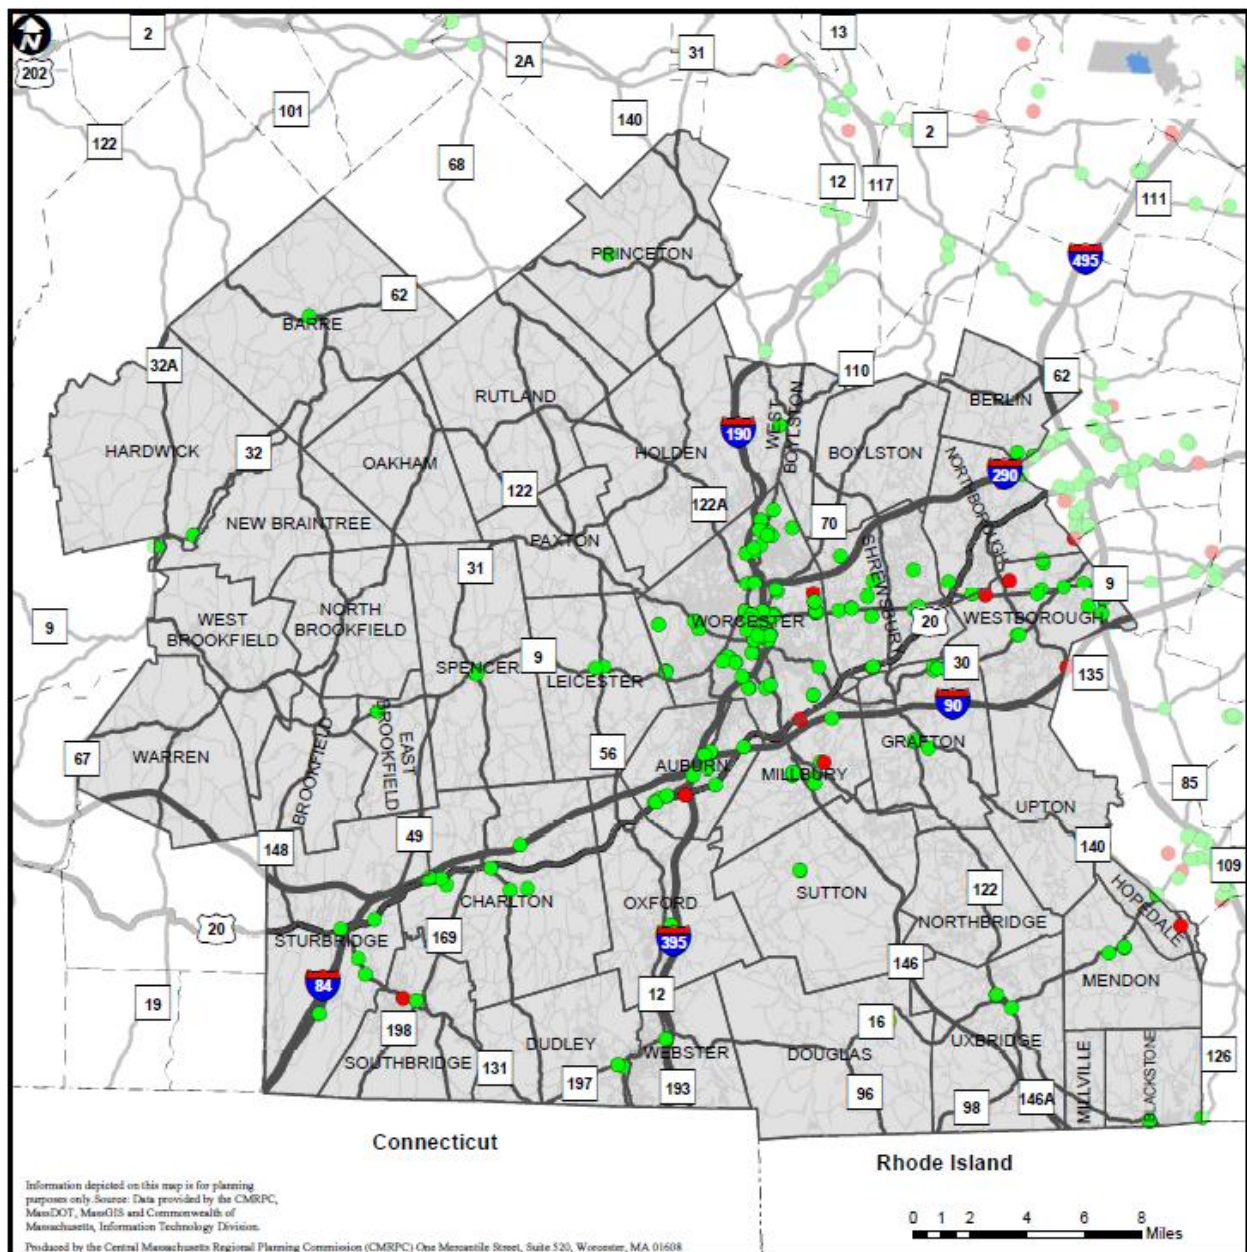 N
2
202
2A
31
13
101
140
122
68
2
12
117
111
495
PRINCETON
62
BARRE
32A
110
62
RUTLAND
BERLIN
190
WEST
BOYLSTON
HARDWICK
32
OAKHAM
HOLDEN
BOYLSTON
290
NORTHBOROUGH
122
122A
70
NEW BRAINTREE
PAXTON
31
SHREWSBURY
9
9
WEST
BROOKFIELD
NORTH
BROOKFIELD
WORCESTER
20
WESTBOROUGH
SPENCER
9
LEICESTER
30
135
90
EAST
BROOKFIELD
BROOKFIELD
67
WARREN
56
AUBURN
MILLBURY
GRAFTON
85
UPTON
148
49
140
109
CHARLTON
OXFORD
SUTTON
122
HOPEDALE
NORTHBRIDGE
20
STURBRIDGE
169
395
146
MENDON
84
19
12
198
16
SOUTHBRIDGE
DUDLEY
WEBSTER
DOUGLAS
UXBRIDGE
MILLVILLE
BLACKSTONE
126
131
197
193
96
98
146A
Connecticut
Rhode Island
Information depicted on this map is for planning
purposes only. Source: Data provided by the CMRPC,
MassDOT, MassGIS and Commonwealth of
Massachusetts, Information Technology Division.
Produced by the Central Massachusetts Regional Planning Commission (CMRPC) One Mercantile Street, Suite 520, Worcester, MA 01608
0 1 2 4 6 8
Miles